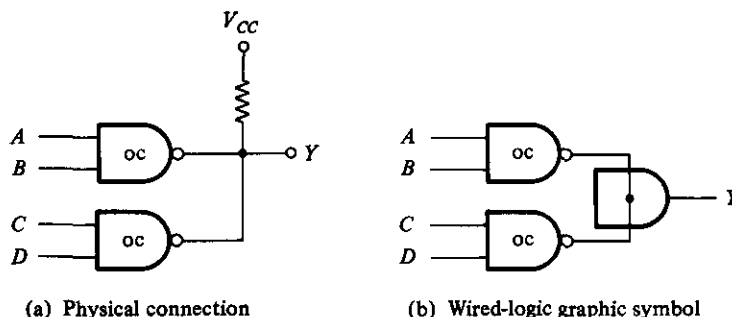 V_CC
A
B
OC
Y
C
D
OC
A
B
OC
Y
C
D
OC
(a) Physical connection
(b) Wired-logic graphic symbol